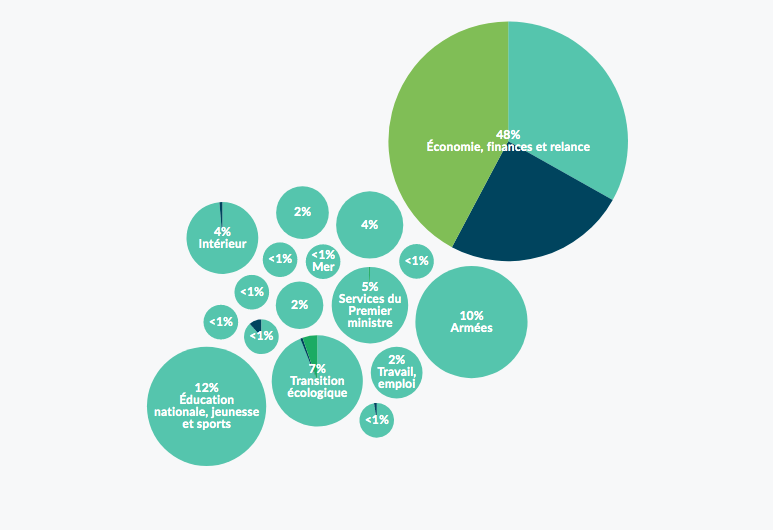 48%
Économie, finances et relance
2%
4%
4%
Intérieur
<1%
<1%
Mer
<1%
<1%
2%
5%
Services du
Premier
ministre
10%
Armées
<1%
<1%
7%
Transition
écologique
2%
Travail,
emploi
12%
Éducation
nationale, jeunesse
et sports
<1%